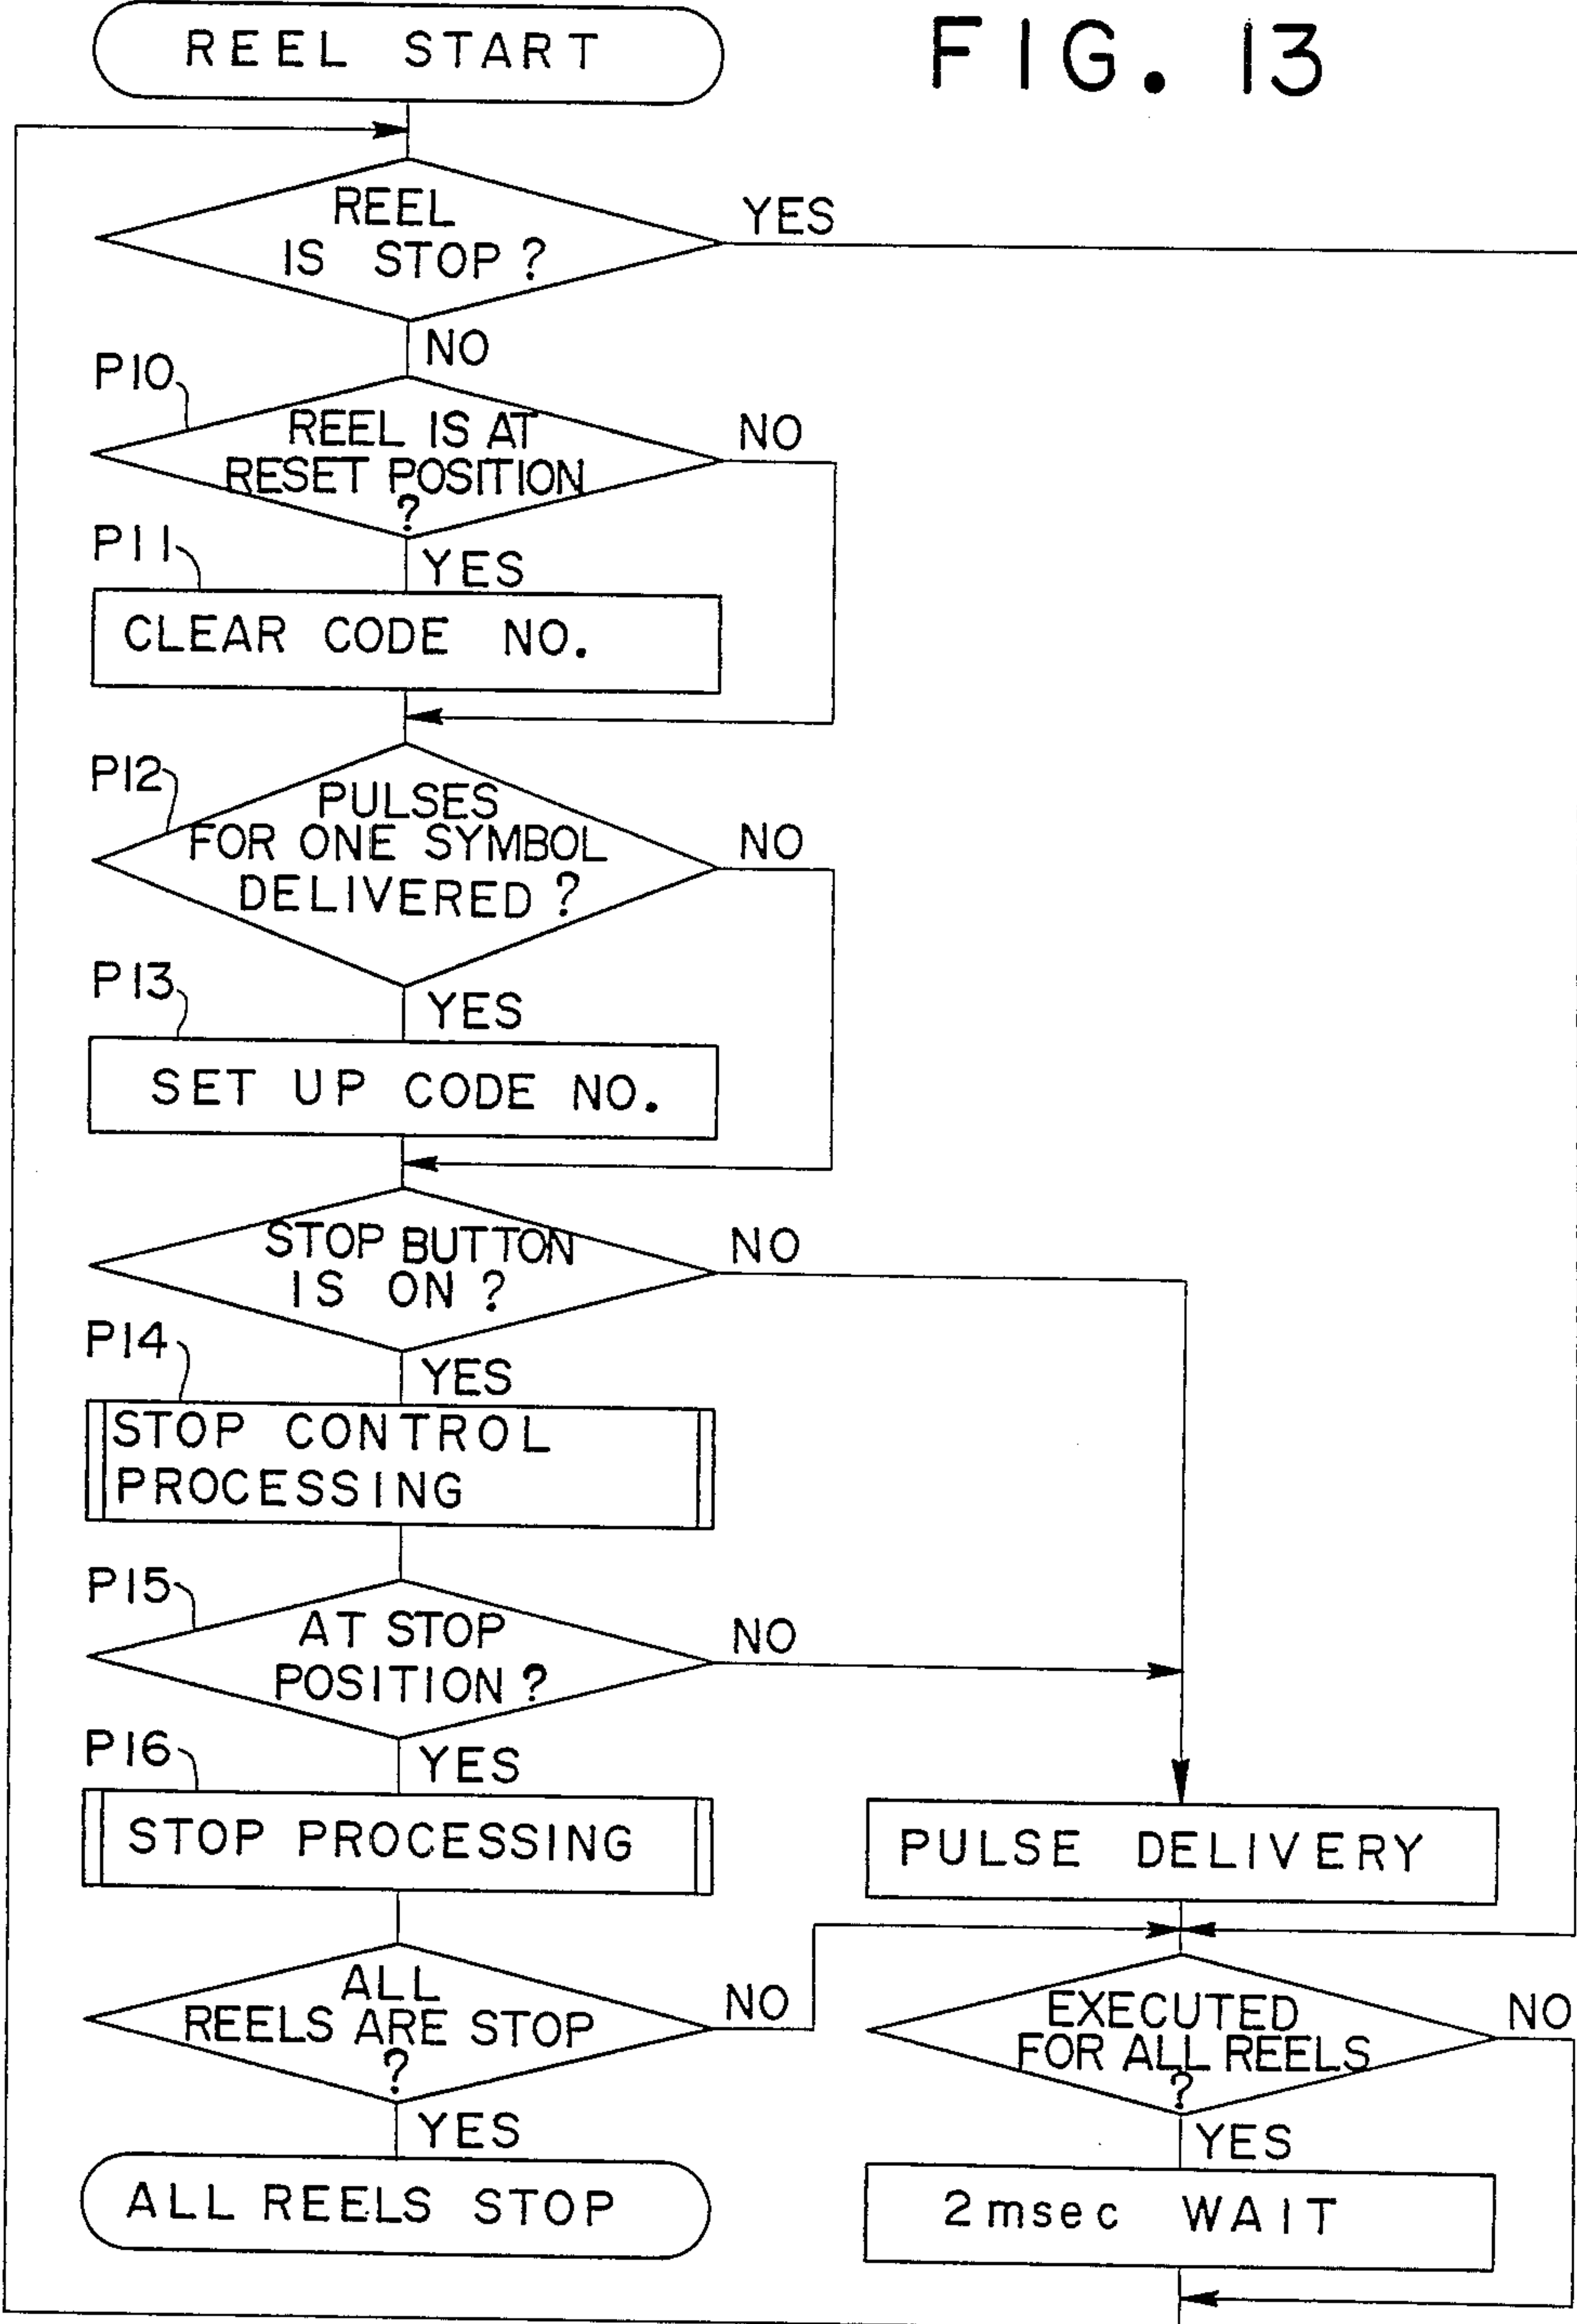 FIG. 13
REEL START
REEL
IS STOP ?
YES
NO
P10
REEL IS AT
RESET POSITION
?
NO
YES
P11
CLEAR CODE NO.
P12
PULSES
FOR ONE SYMBOL
DELIVERED ?
NO
YES
P13
SET UP CODE NO.
STOP BUTTON
IS ON ?
NO
YES
P14
STOP CONTROL
PROCESSING
P15
AT STOP
POSITION ?
NO
YES
P16
STOP PROCESSING
PULSE DELIVERY
ALL
REELS ARE STOP
?
NO
YES
EXECUTED
FOR ALL REELS
?
NO
YES
ALL REELS STOP
2msec WAIT